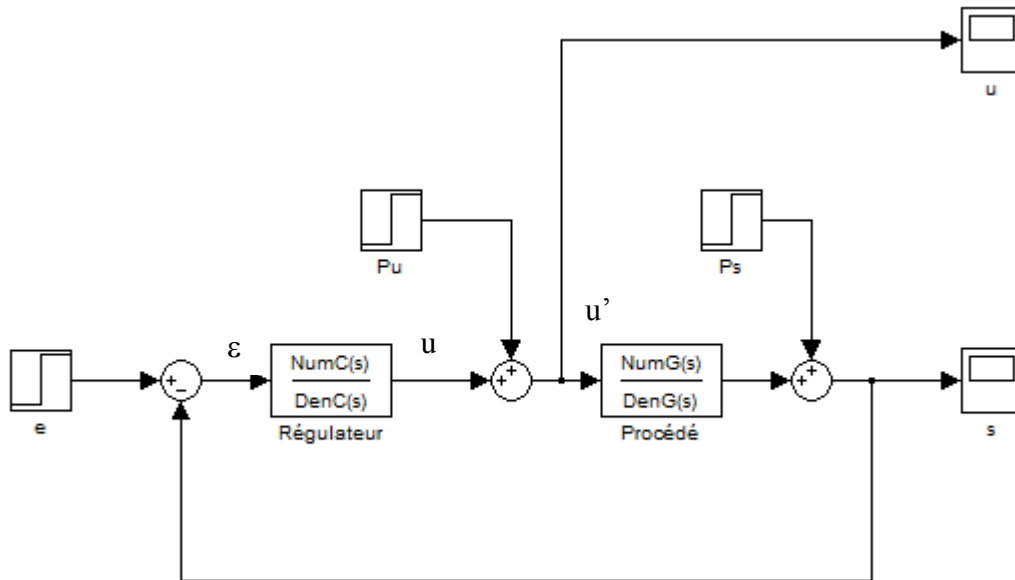 u
Pu
Ps
u’
ε
u
+
−
NumC(s)
DenC(s)
+
+
NumG(s)
DenG(s)
+
+
e
Régulateur
Procédé
s